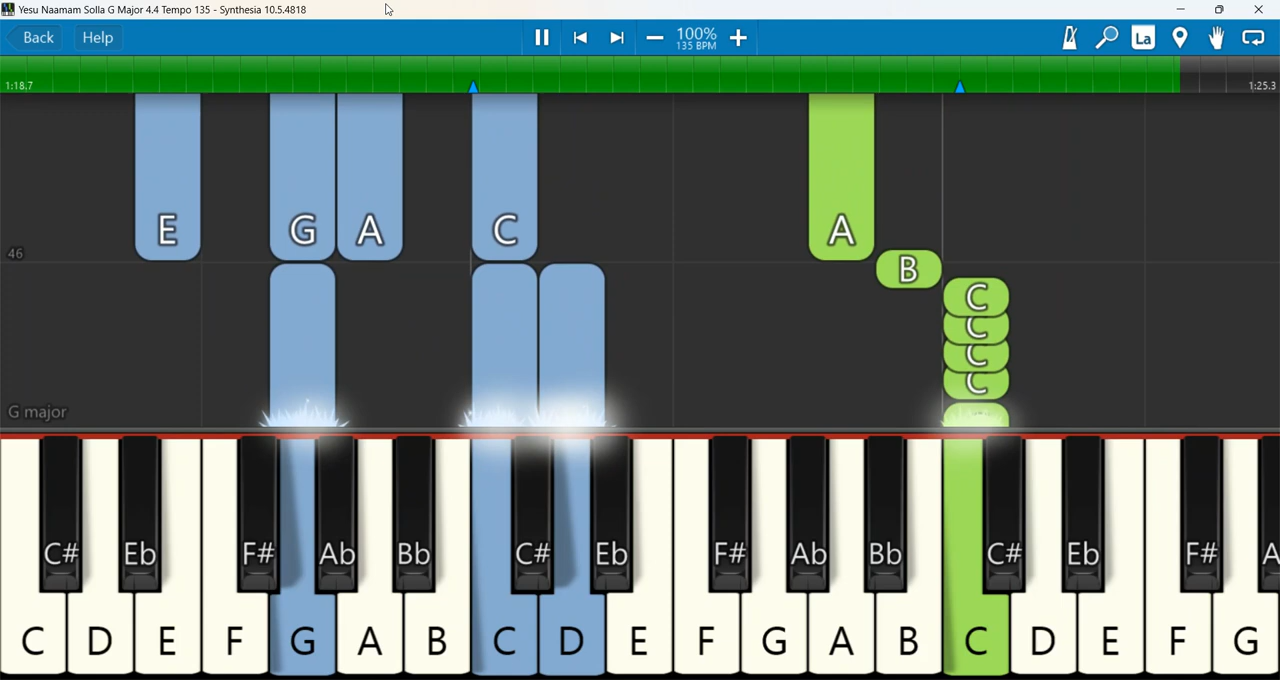 Yesu Naamam Solla G Major 4.4 Tempo 135 - Synthesia 10.5.4818
Back Help 100% La
135 BPM
1:18.7 1:25.3
E G A C A
46 B
C
C
C
C
G major
C# Eb F# Ab Bb C# Eb F# Ab Bb C# Eb F# A
C D E F G A B C D E F G A B C D E F G